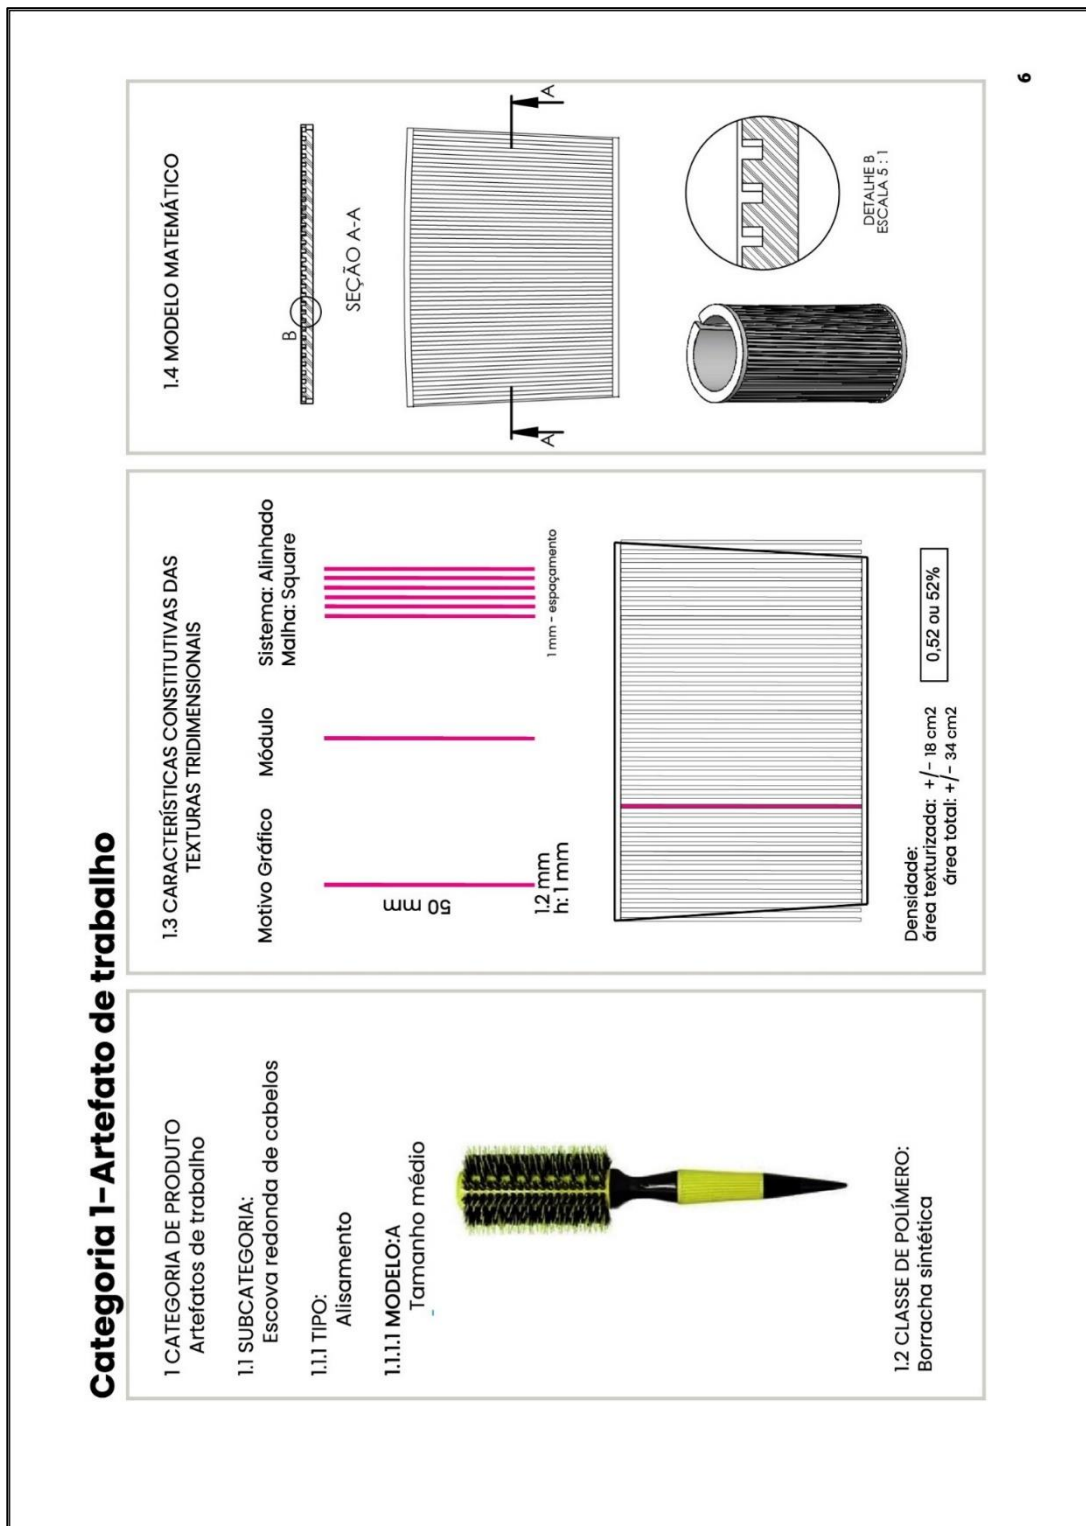 Categoria 1-Artefato de trabalho
1 CATEGORIA DE PRODUTO
Artefatos de trabalho
1.1 SUBCATEGORIA:
Escova redonda de cabelos
1.1.1 TIPO:
Alisamento
1.1.1.1 MODELO:A
Tamanho médio
-
1.2 CLASSE DE POLÍMERO:
Borracha sintética
1.3 CARACTERÍSTICAS CONSTITUTIVAS DAS
TEXTURAS TRIDIMENSIONAIS
Motivo Gráfico
Módulo
Sistema: Alinhado
Malha: Square
50 mm
1.2 mm
h: 1 mm
1 mm - espaçamento
Densidade:
área texturizada: +/- 18 cm2
área total: +/- 34 cm2
0,52 ou 52%
1.4 MODELO MATEMÁTICO
B
SEÇÃO A-A
A
A
DETALHE B
ESCALA 5 : 1
6